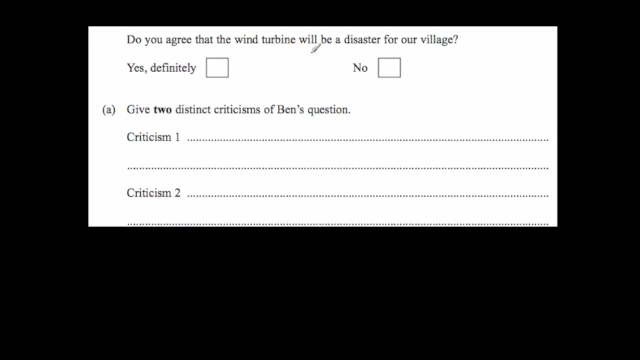 Do you agree that the wind turbine will be a disaster for our village?
Yes, definitely No
(a) Give two distinct criticisms of Ben's question.
Criticism 1
Criticism 2